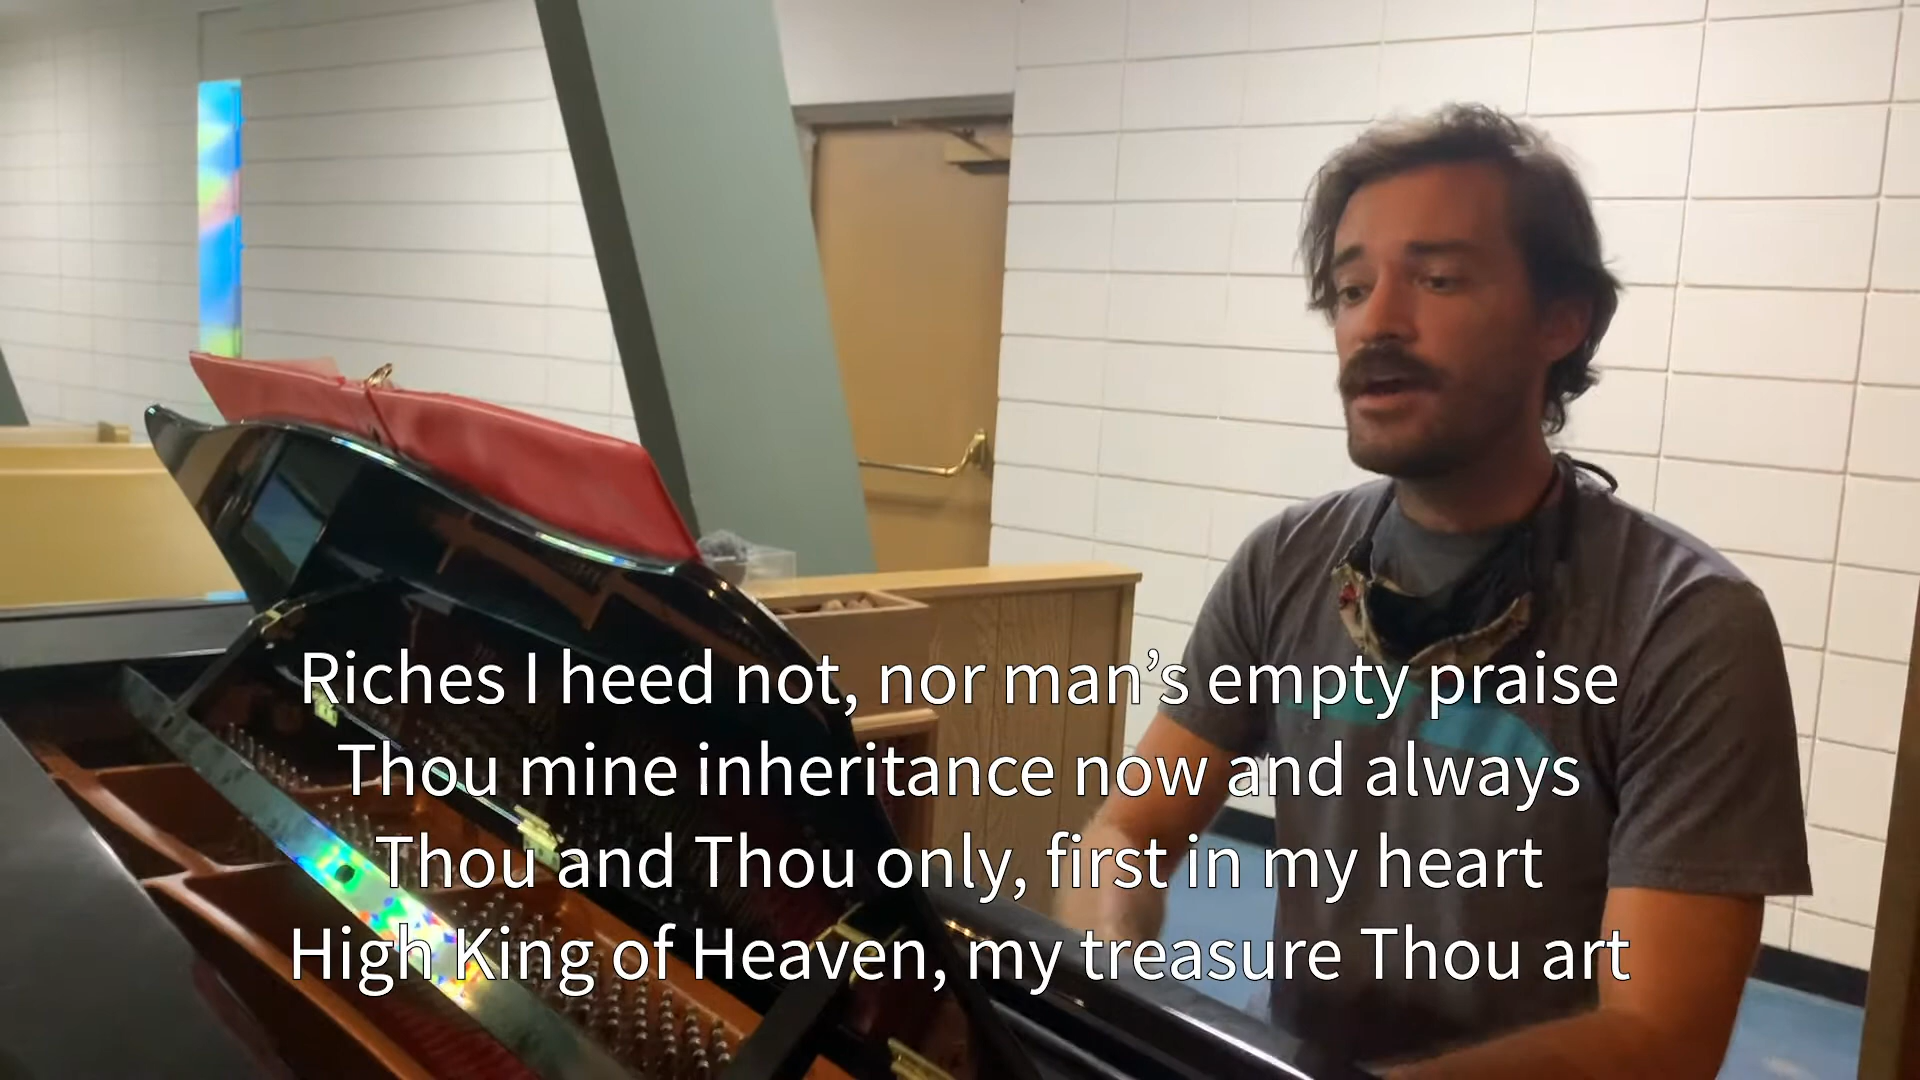 Riches I heed not, nor man’s empty praise
Thou mine inheritance now and always
Thou and Thou only, first in my heart
High King of Heaven, my treasure Thou art